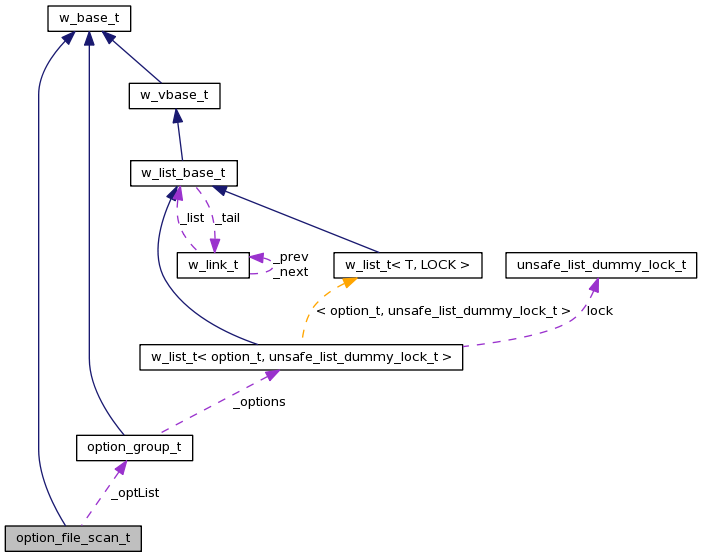 w_base_t
w_vbase_t
w_list_base_t
_list
_tail
w_link_t
_prev
_next
w_list_t< T, LOCK >
unsafe_list_dummy_lock_t
< option_t, unsafe_list_dummy_lock_t >
lock
w_list_t< option_t, unsafe_list_dummy_lock_t >
_options
option_group_t
_optList
option_file_scan_t